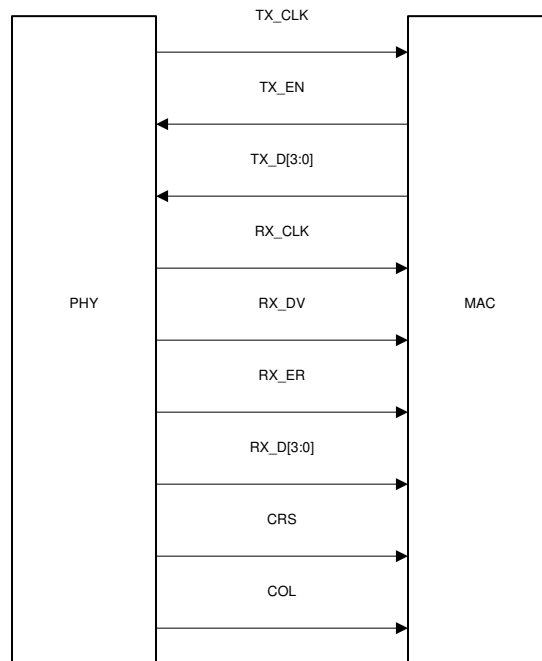 TX_CLK
TX_EN
TX_D[3:0]
RX_CLK
PHY
RX_DV
MAC
RX_ER
RX_D[3:0]
CRS
COL